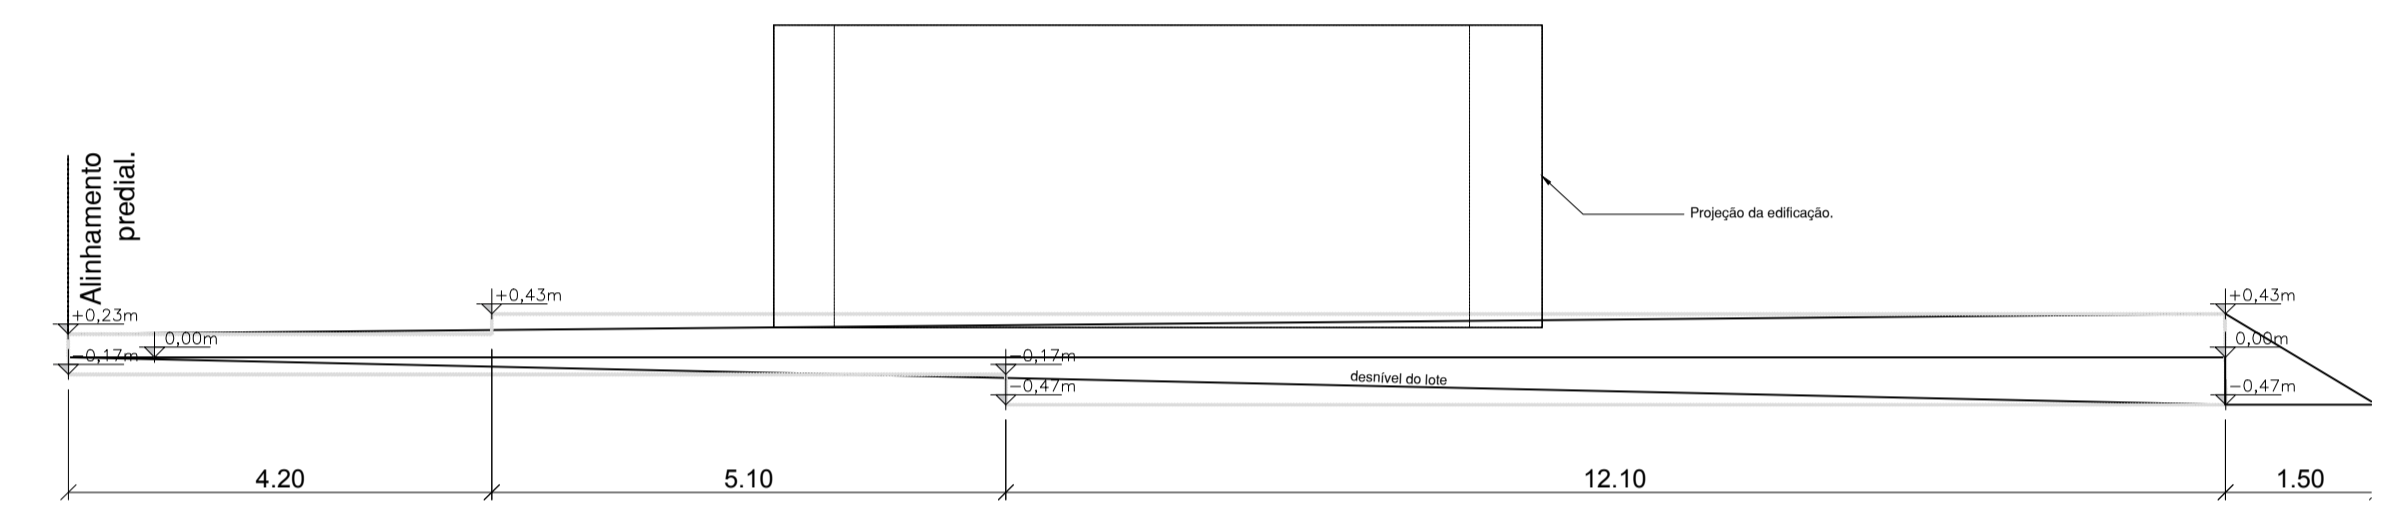 Alinhamento
predial.
Projeção da edificação.
+0,43m
+0,43m
+0,23m
0,00m
0,00m
-0,17m
-0,17m
desnível do lote
-0,47m
-0,47m
4.20
5.10
12.10
1.50